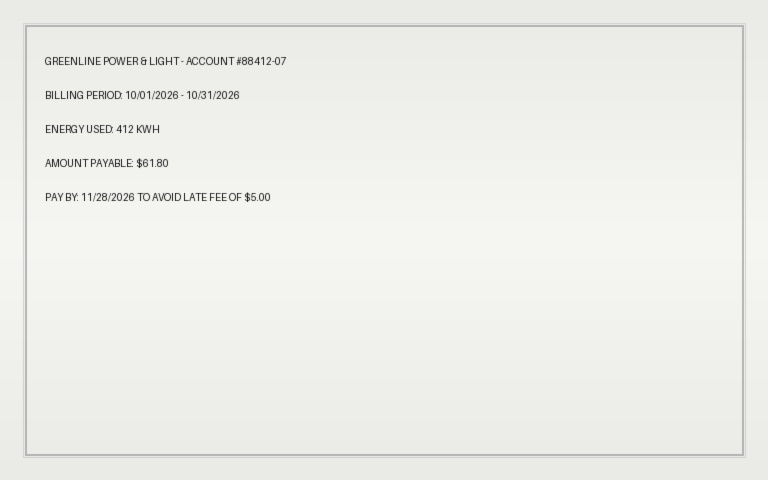 GREENLINE POWER & LIGHT - ACCOUNT #88412-07
BILLING PERIOD: 10/01/2026 - 10/31/2026
ENERGY USED: 412 KWH
AMOUNT PAYABLE: $61.80
PAY BY: 11/28/2026 TO AVOID LATE FEE OF $5.00